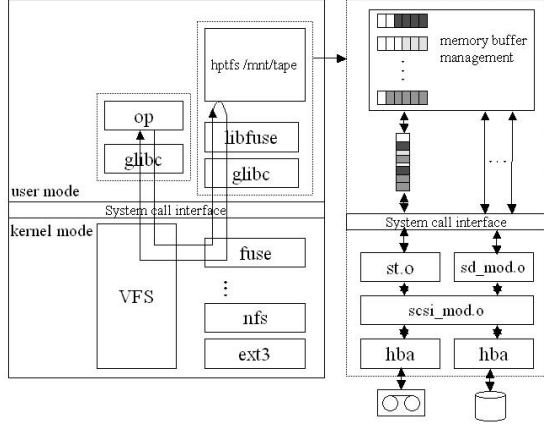 hptfs /mnt/tape
op
glibc
libfuse
glibc
user mode
System call interface
kernel mode
VFS
fuse
nfs
ext3
memory buffer
management
System call interface
st.o
sd_mod.o
scsi_mod.o
hba
hba